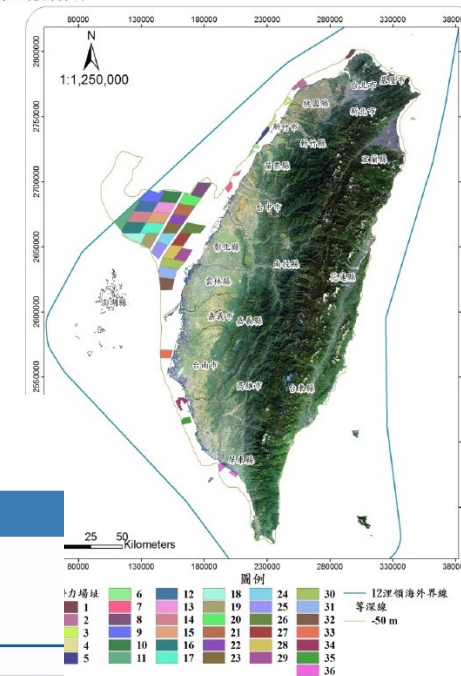 80000 130000 180000 230000 280000 330000 380000
N
1:1,250,000
2800000
2750000
2700000
2650000
2600000
2550000
基隆市
台北市
桃園縣
新北市
新竹市
新竹縣
宜蘭縣
苗栗縣
台中市
彰化縣
南投縣
花蓮縣
雲林縣
澎湖縣
嘉義市 嘉義縣
台南市
高雄市
台東縣
屏東縣
25 50
Kilometers
80000 130000 180000 230000 280000 330000 380000
圖例
力場址
1 6 12 18 24 30 12浬領海外界線
2 7 13 19 25 31 等深線
3 8 14 20 26 32 -50 m
4 9 15 21 27 33
5 10 16 22 28 34
11 17 23 29 35
36